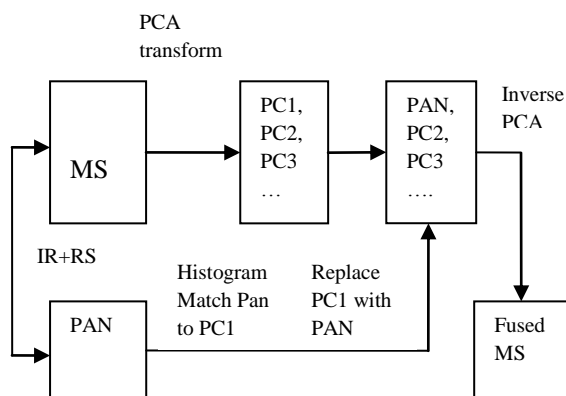 PCA
transform
MS
PC1,
PC2,
PC3
…
PAN,
PC2,
PC3
….
Inverse
PCA
IR+RS
PAN
Histogram
Match Pan
to PC1
Replace
PC1 with
PAN
Fused
MS